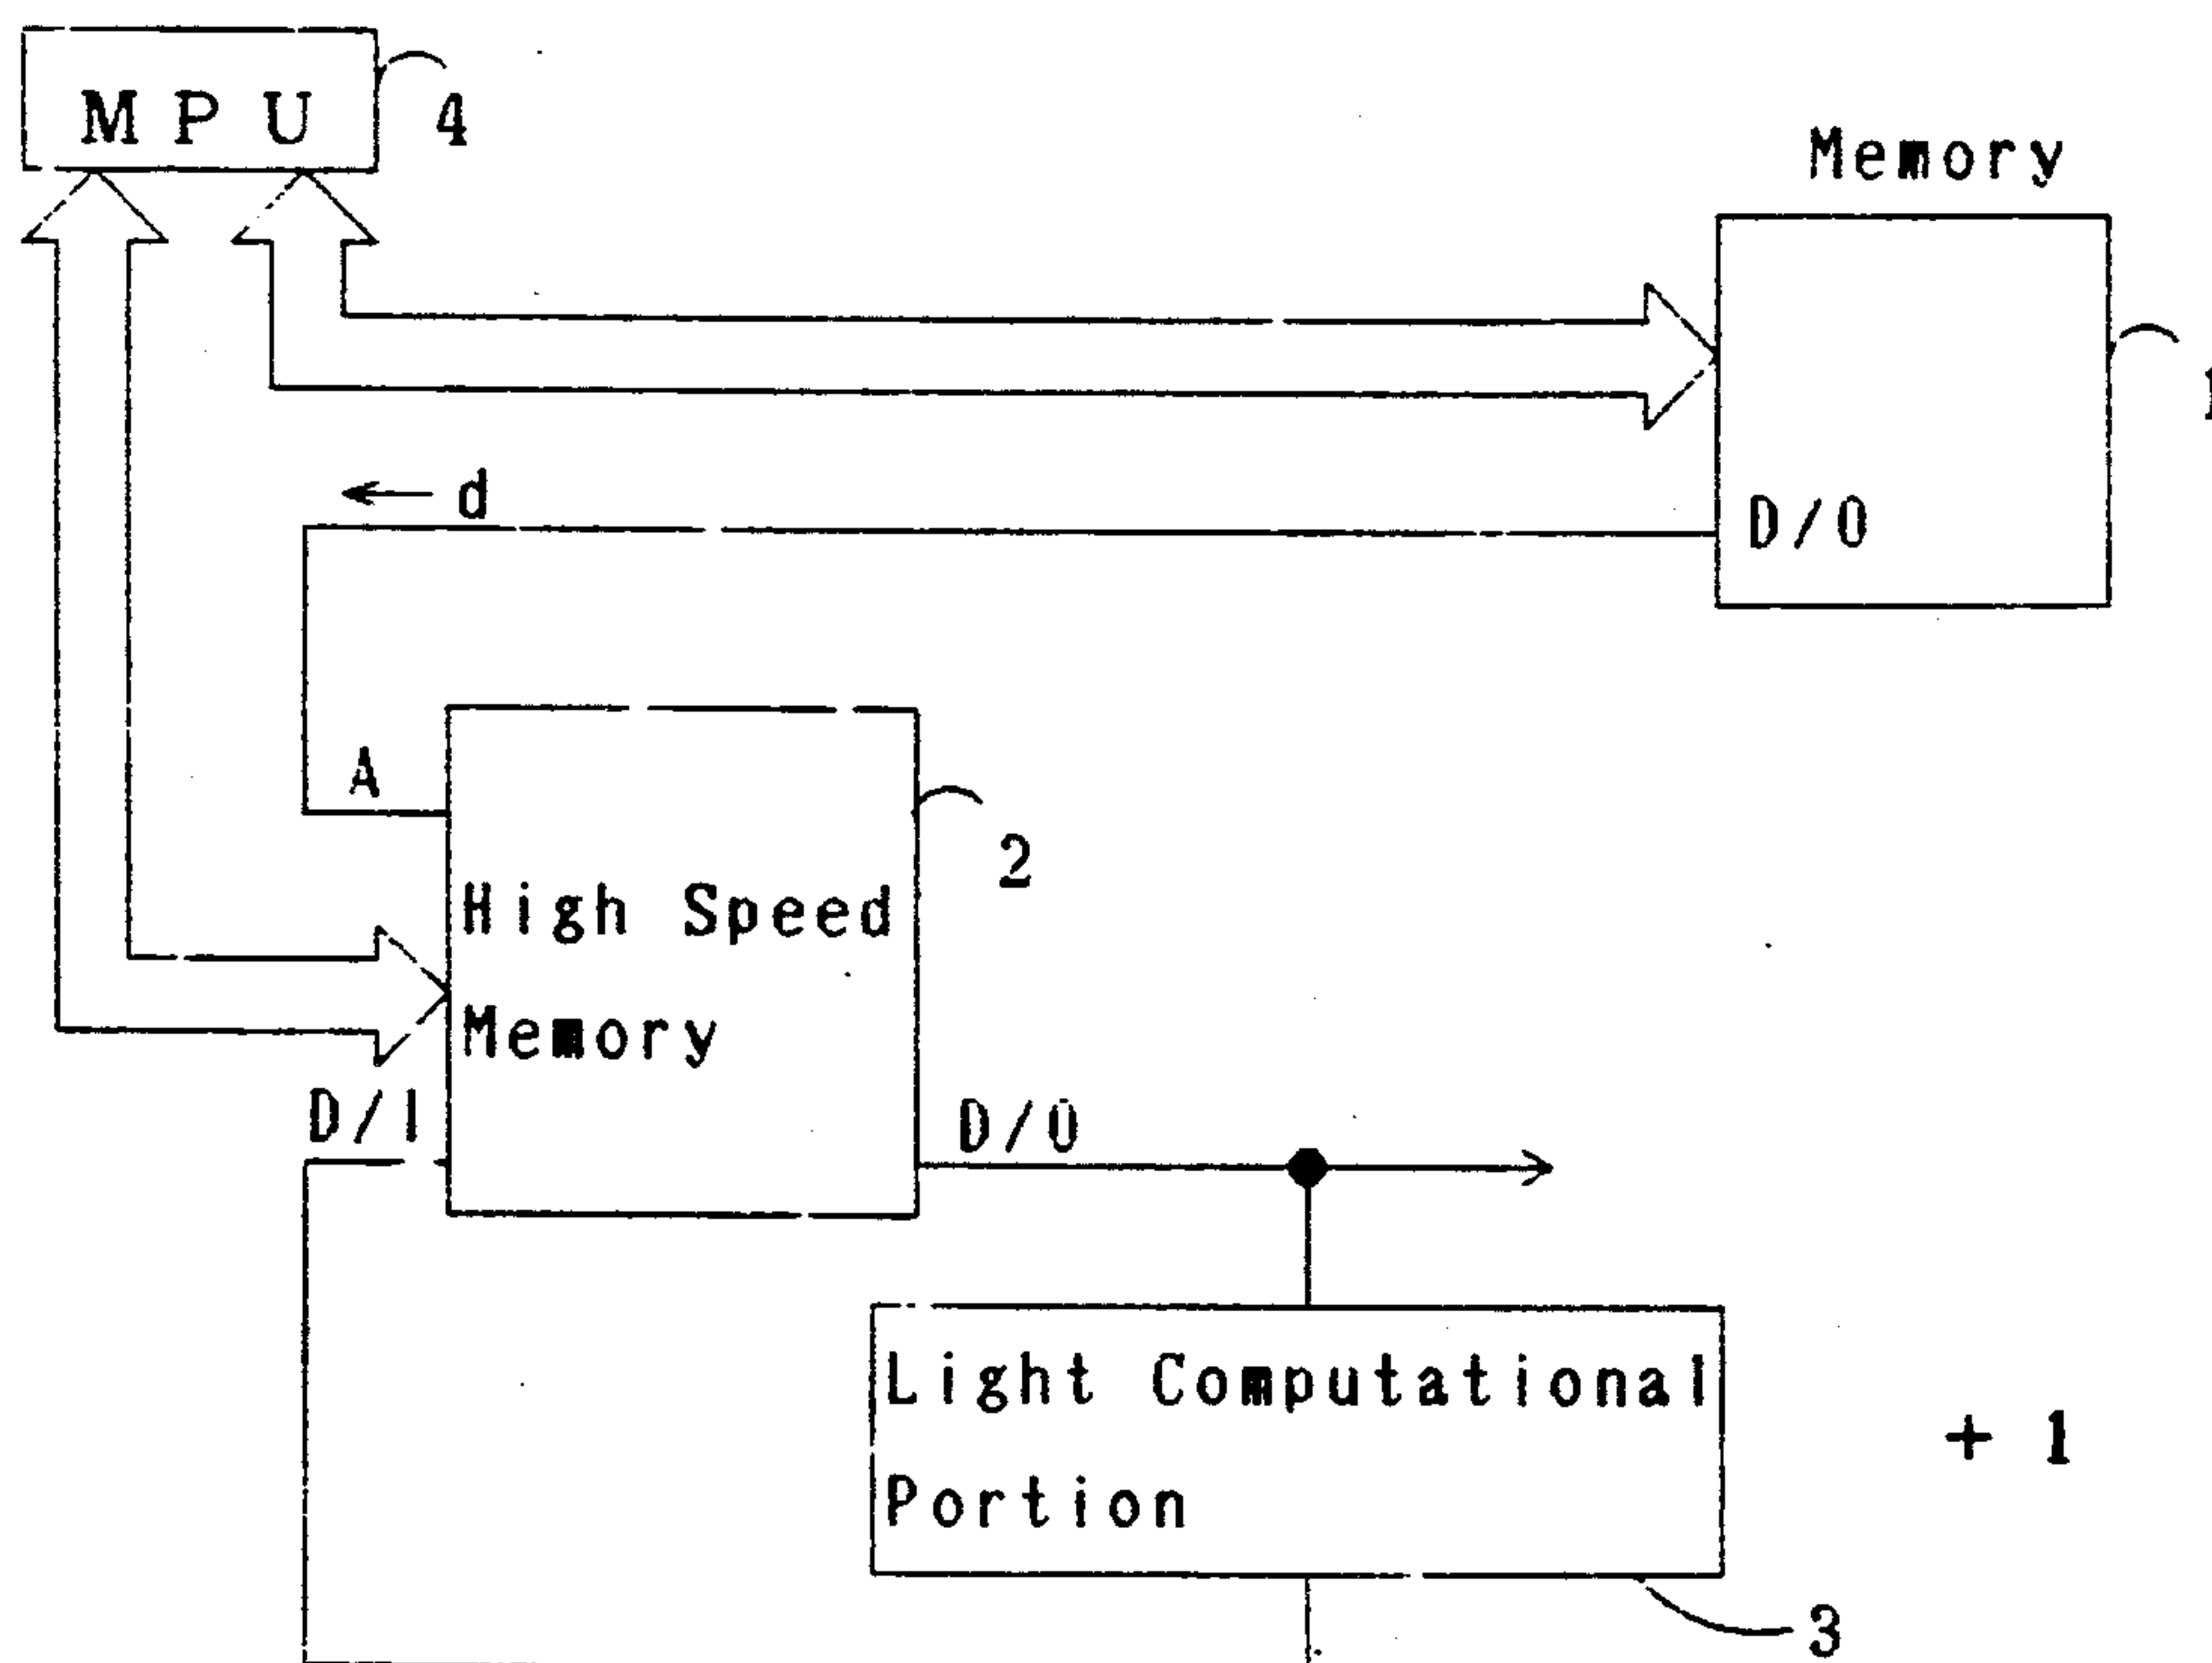 MPU
4
Memory
1
d
D/O
A
2
High Speed
Memory
D/I
D/O
Light Computational
Portion
+ 1
3